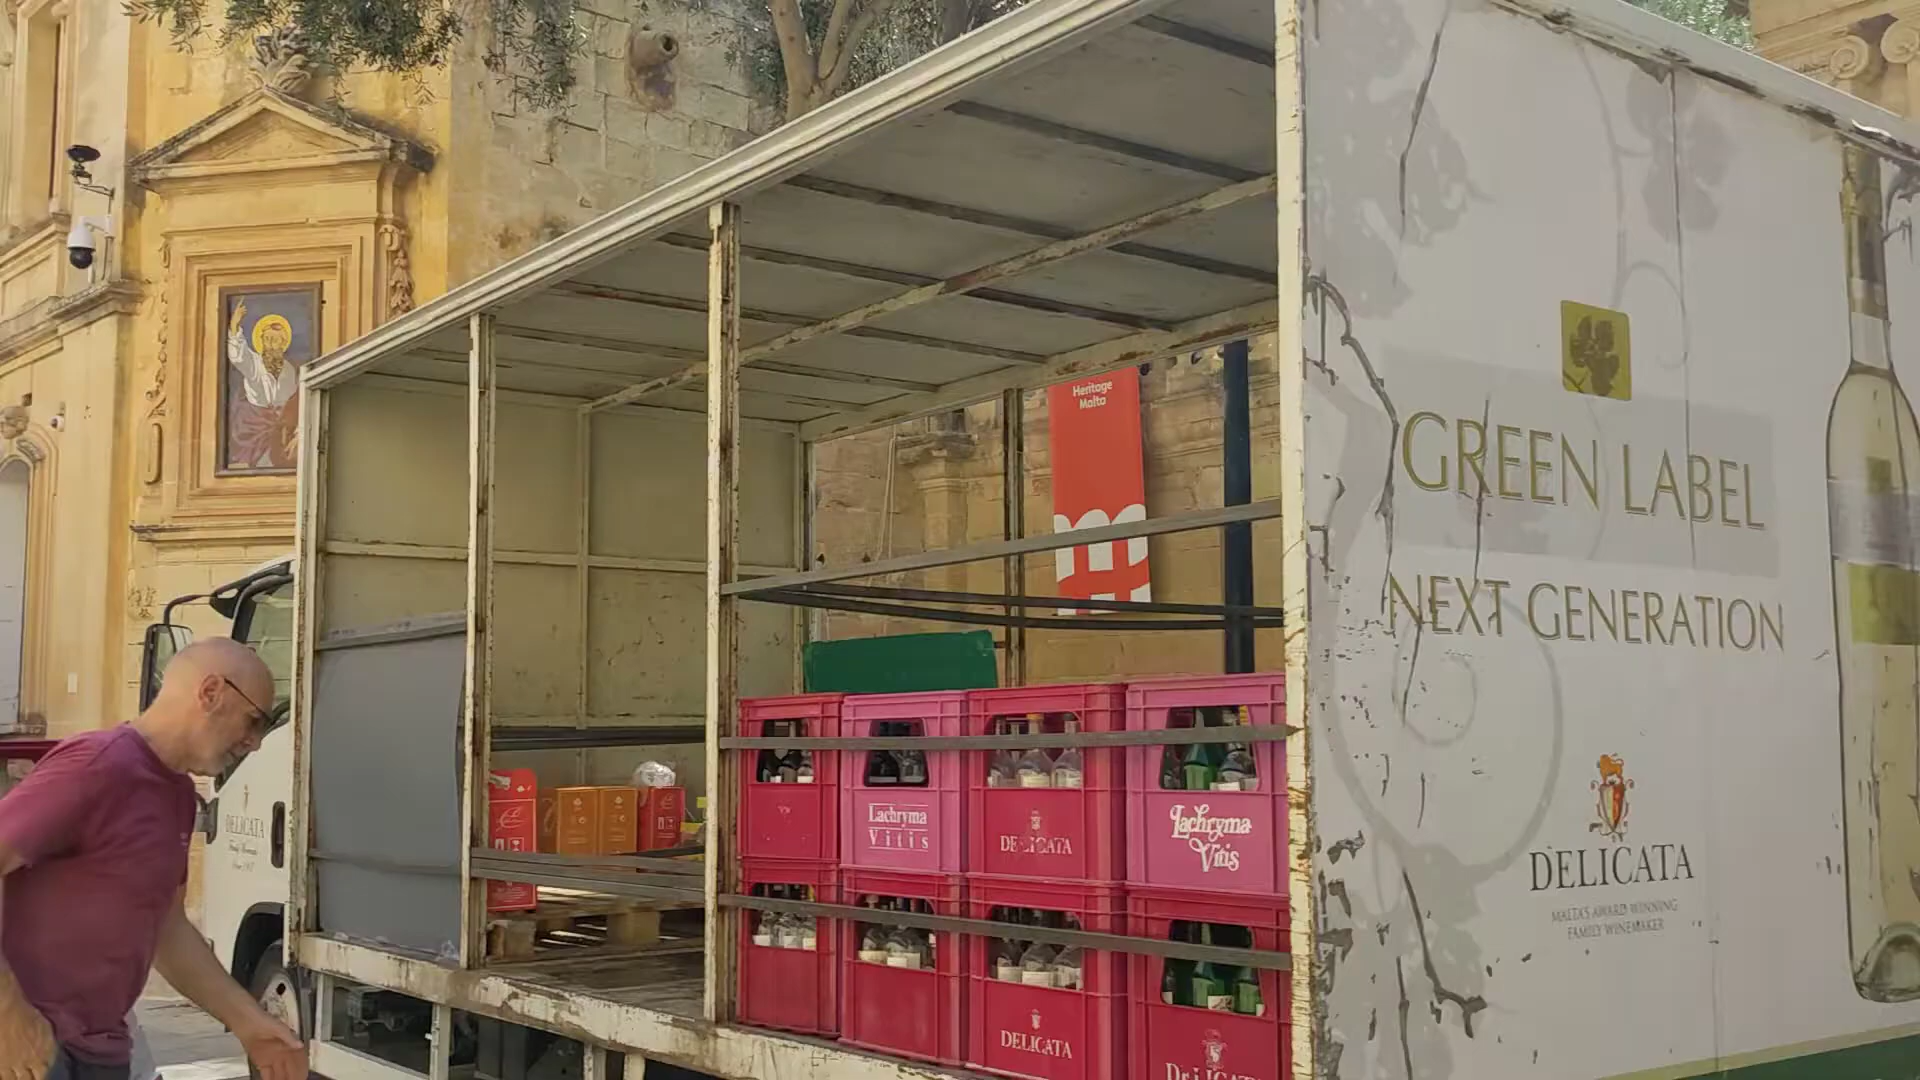 Heritage
Malta
GREEN LABEL
NEXT GENERATION
DELICATA
MALTA'S AWARD WINNING
FAMILY WINEMAKER
Lachryma
Vitis
DELICATA
Lachryma
Vitis
DELICATA
DELICATA
DELICATA